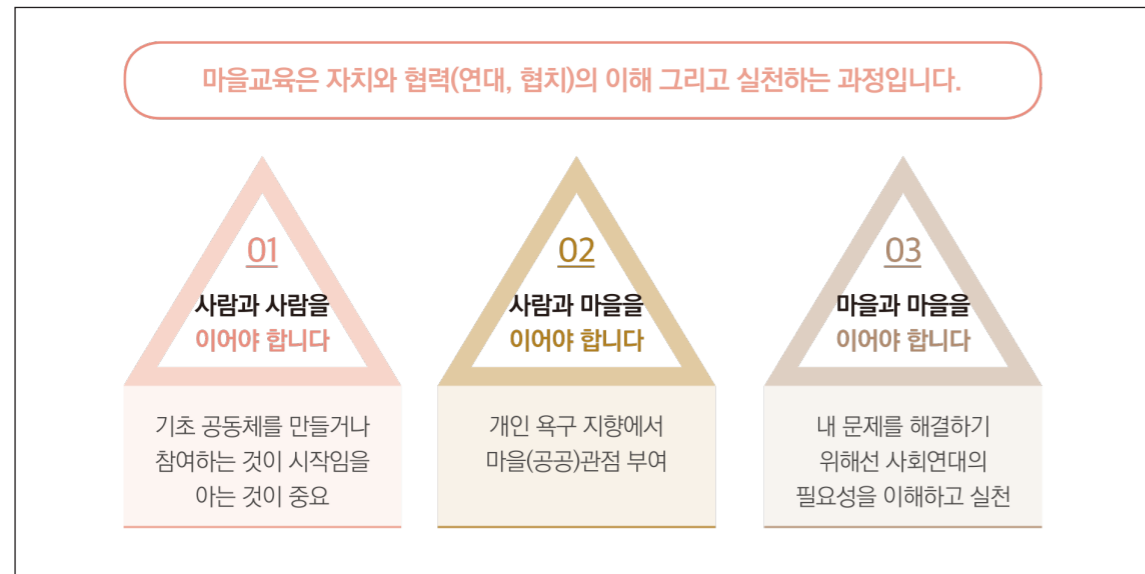 마을교육은 자치와 협력(연대, 협치)의 이해 그리고 실천하는 과정입니다.
01
사람과 사람을
이어야 합니다
기초 공동체를 만들거나
참여하는 것이 시작임을
아는 것이 중요
02
사람과 마을을
이어야 합니다
개인 욕구 지향에서
마을(공공)관점 부여
03
마을과 마을을
이어야 합니다
내 문제를 해결하기
위해선 사회연대의
필요성을 이해하고 실천